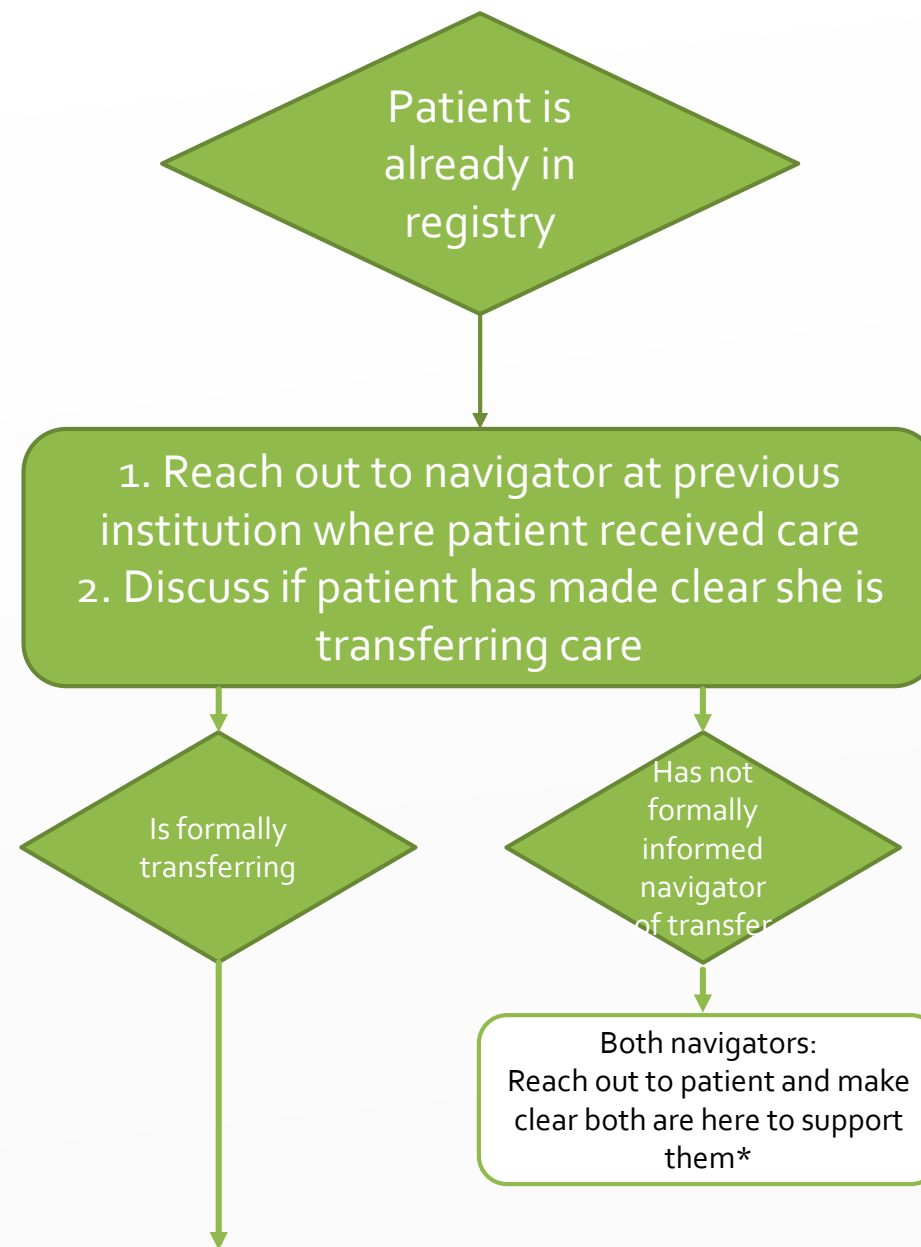 Patient is
already in
registry
1. Reach out to navigator at previous
institution where patient received care
2. Discuss if patient has made clear she is
transferring care
Is formally
transferring
Has not
formally
informed
navigator
of transfer
Both navigators:
Reach out to patient and make
clear both are here to support
them*